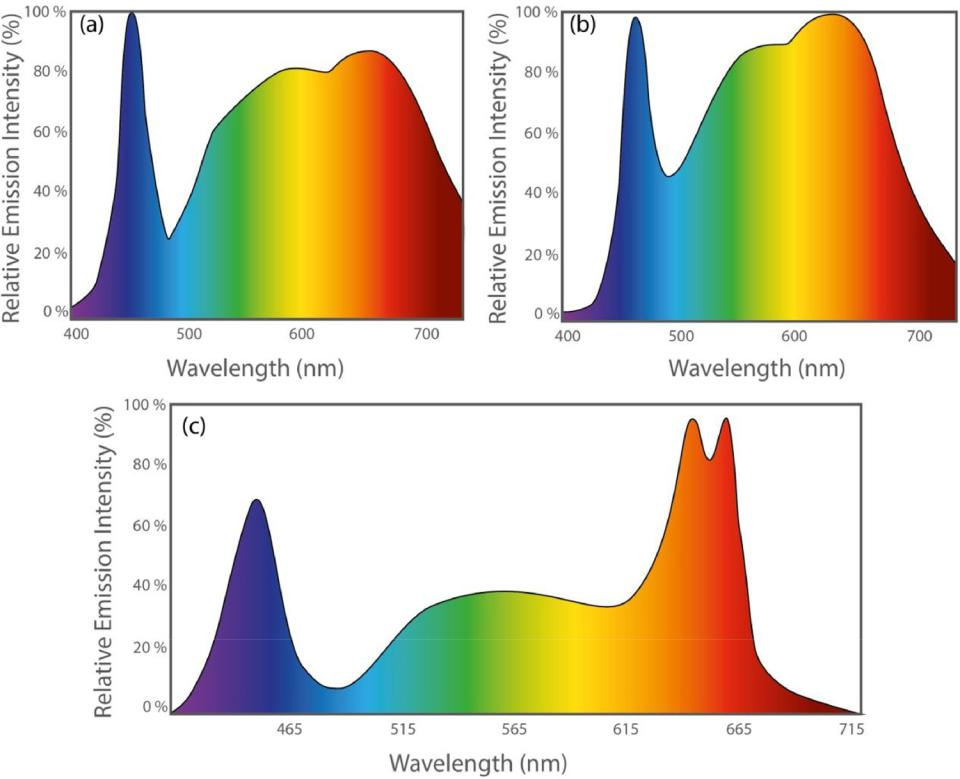 (a)
Relative Emission Intensity (%)
100 %
80 %
60 %
40 %
20 %
0 %
400 500 600 700
Wavelength (nm)
(b)
Relative Emission Intensity (%)
100 %
80 %
60 %
40 %
20 %
0 %
400 500 600 700
Wavelength (nm)
(c)
Relative Emission Intensity (%)
100 %
80 %
60 %
40 %
20 %
0 %
465 515 565 615 665 715
Wavelength (nm)